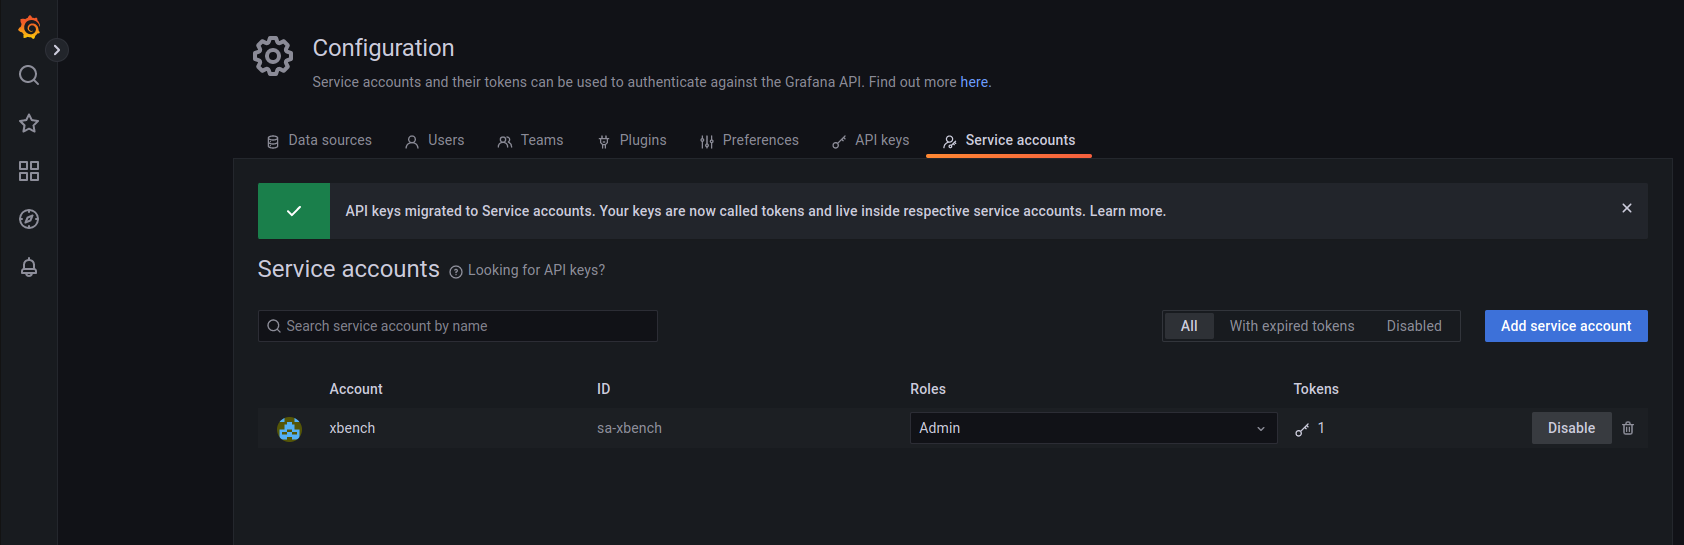 Configuration
Service accounts and their tokens can be used to authenticate against the Grafana API. Find out more here.
Data sources Users Teams Plugins Preferences API keys Service accounts
API keys migrated to Service accounts. Your keys are now called tokens and live inside respective service accounts. Learn more.
Service accounts Looking for API keys?
Search service account by name All With expired tokens Disabled Add service account
Account ID Roles Tokens
xbench sa-xbench Admin 1 Disable